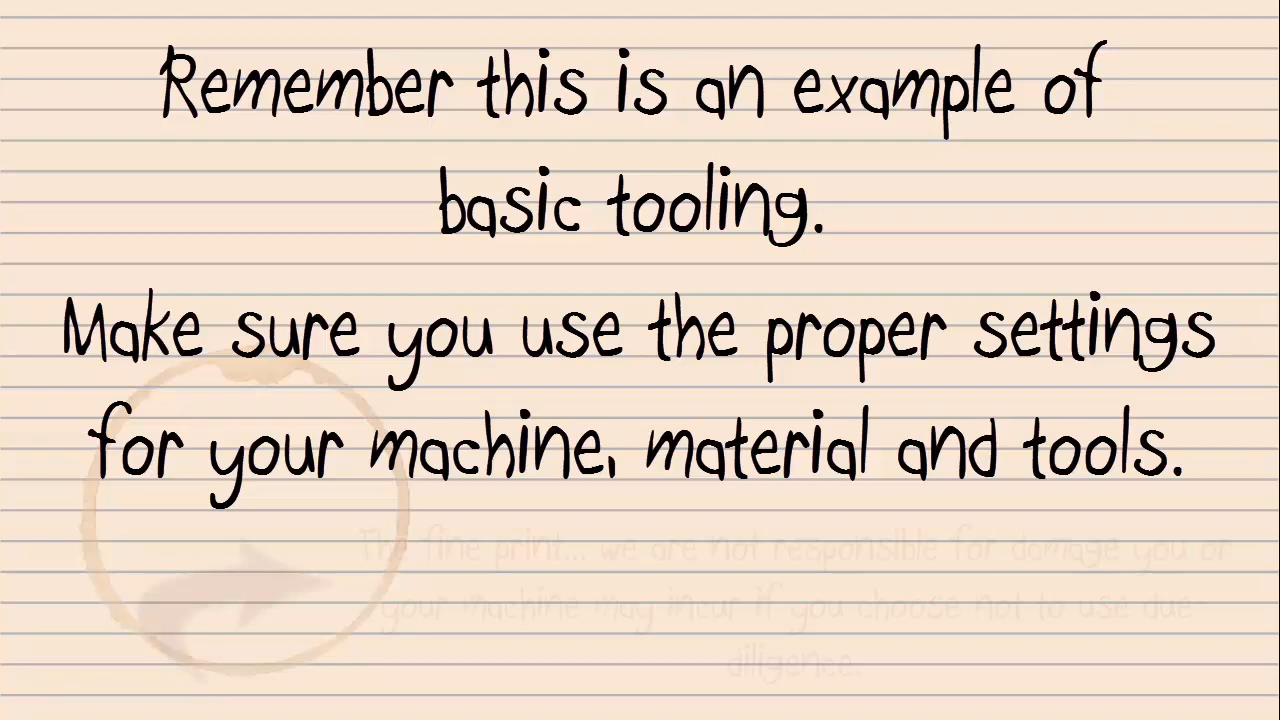 Remember this is an example of
basic tooling.
Make sure you use the proper settings
for your machine, material and tools.
The fine print... we are not responsible for damage you or
your machine may incur if you choose not to use due
diligence.